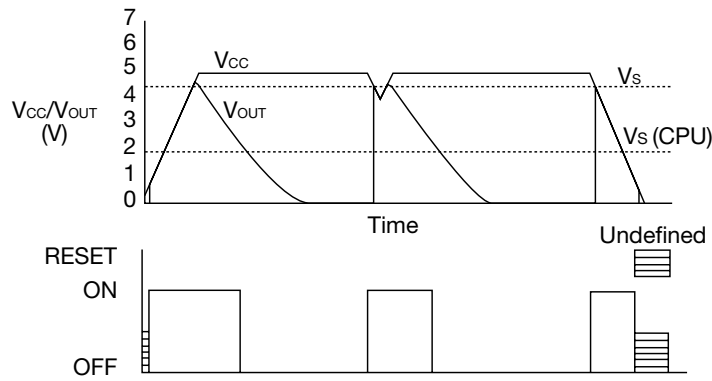 7
6
5
4
3
2
1
0
VCC/VOUT
(V)
VCC
VOUT
VS
VS (CPU)
Time
Undefined
RESET
ON
OFF